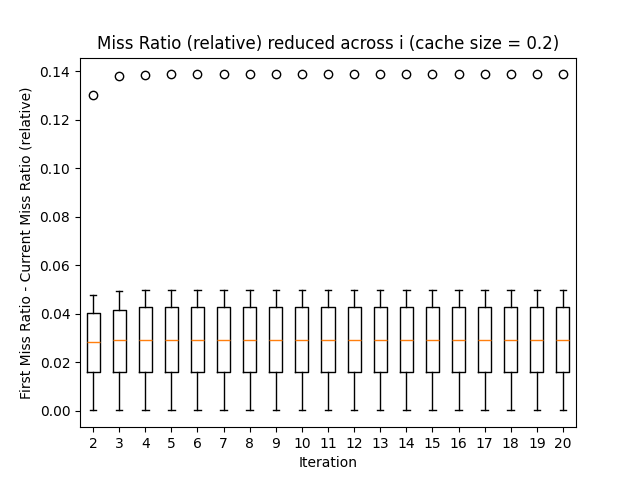 Miss Ratio (relative) reduced across i (cache size = 0.2)
First Miss Ratio - Current Miss Ratio (relative)
0.14
0.12
0.10
0.08
0.06
0.04
0.02
0.00
2 3 4 5 6 7 8 9 10 11 12 13 14 15 16 17 18 19 20
Iteration